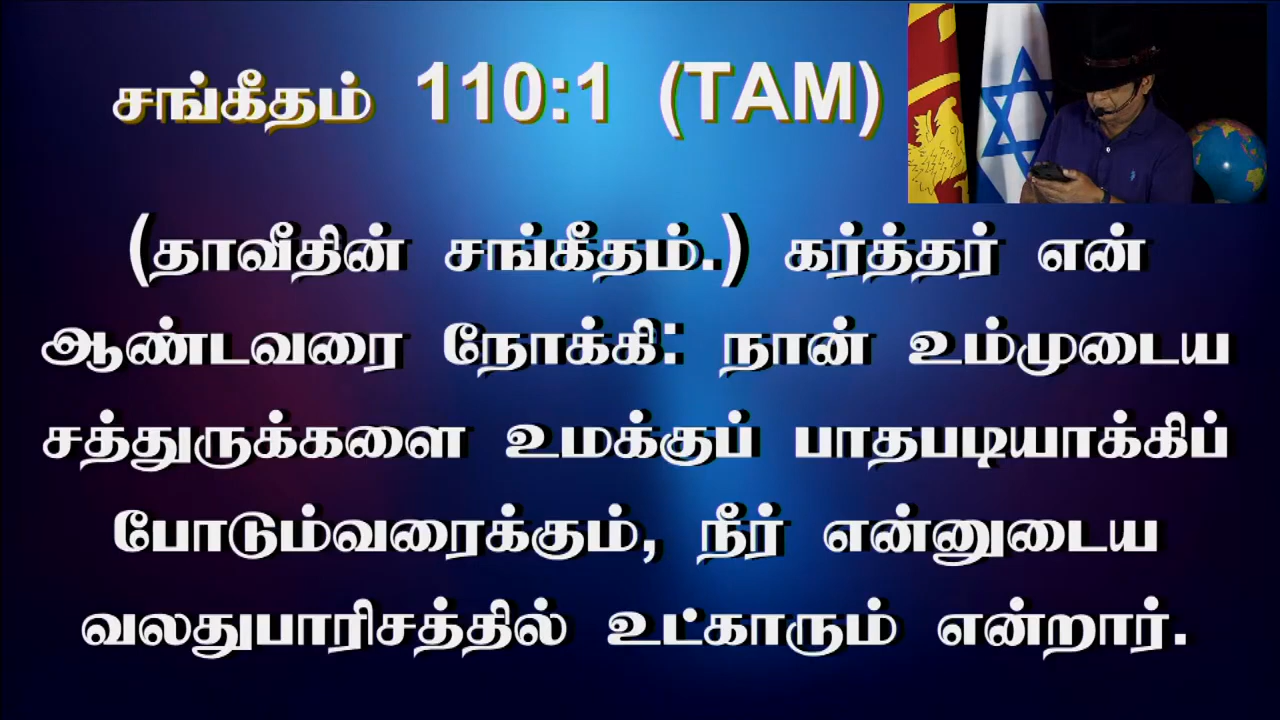 சங்கீதம் 110:1 (TAM)
(தாவீதின் சங்கீதம்.) கர்த்தர் என்
ஆண்டவரை நோக்கி: நான் உம்முடைய
சத்துருக்களை உமக்குப் பாதபடியாக்கிப்
போடும்வரைக்கும், நீர் என்னுடைய
வலதுபாரிசத்தில் உட்காரும் என்றார்.